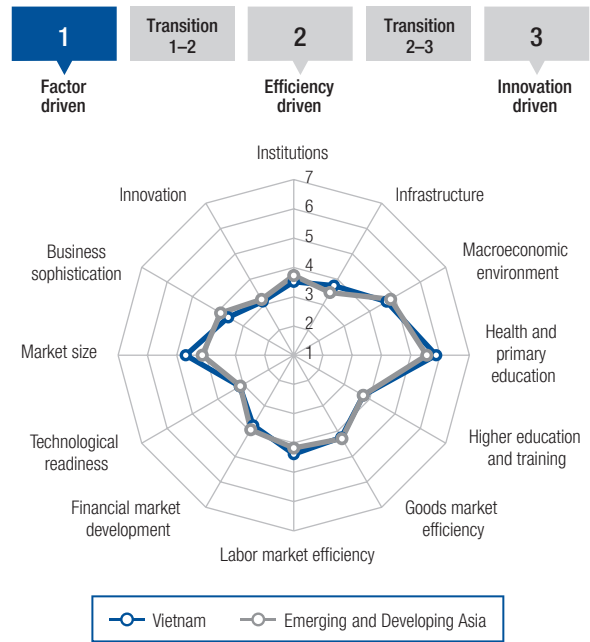 1
Transition
1–2
2
Transition
2–3
3
Factor
driven
Efficiency
driven
Innovation
driven
Institutions
7
Innovation
Infrastructure
6
5
Business
sophistication
Macroeconomic
environment
4
3
Market size
2
1
Health and
primary
education
Technological
readiness
Higher education
and training
Financial market
development
Goods market
efficiency
Labor market efficiency
Vietnam
Emerging and Developing Asia